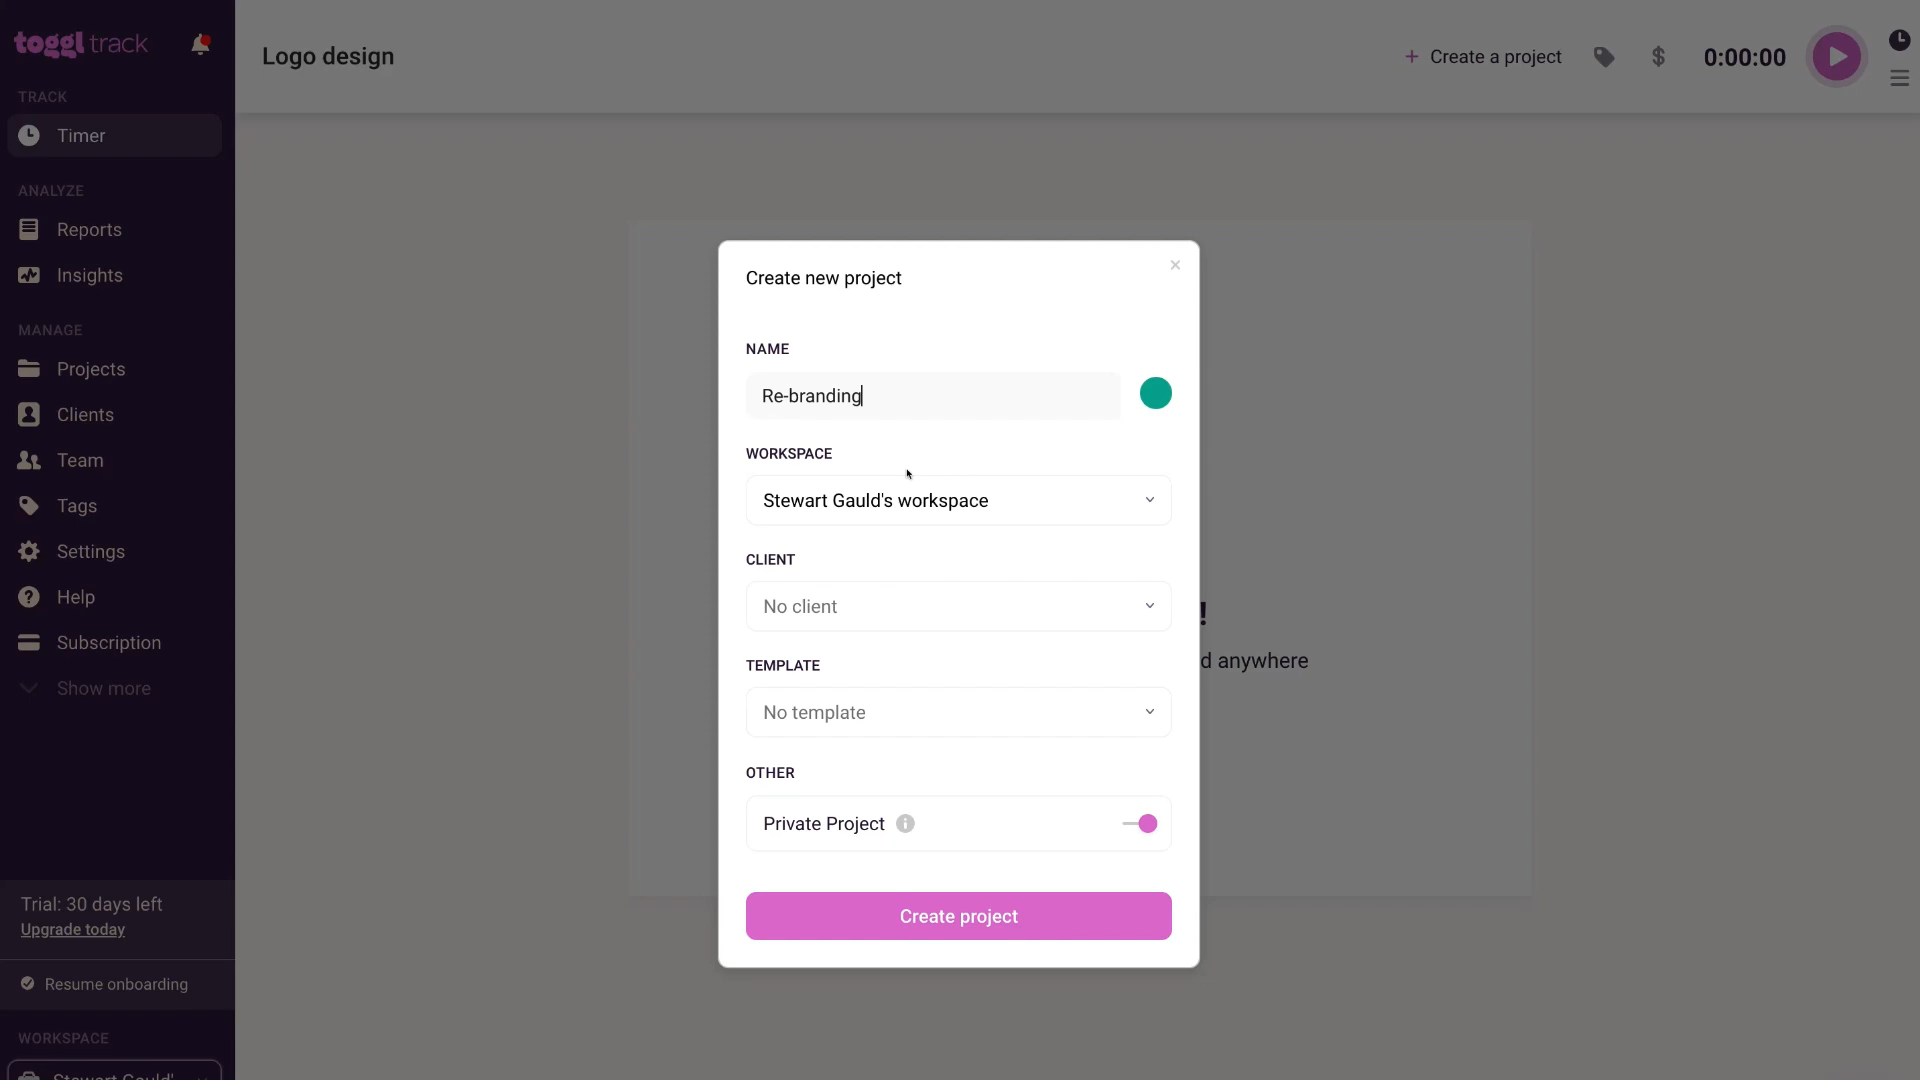 toggl track
TRACK
Timer
ANALYZE
Reports
Insights
MANAGE
Projects
Clients
Team
Tags
Settings
Help
Subscription
Show more
Trial: 30 days left
Upgrade today
Resume onboarding
WORKSPACE
Stewart Gauld'
Logo design
+ Create a project
$
0:00:00
Create new project
×
NAME
Re-branding
WORKSPACE
Stewart Gauld's workspace
CLIENT
No client
TEMPLATE
No template
OTHER
Private Project
Create project
!
d anywhere